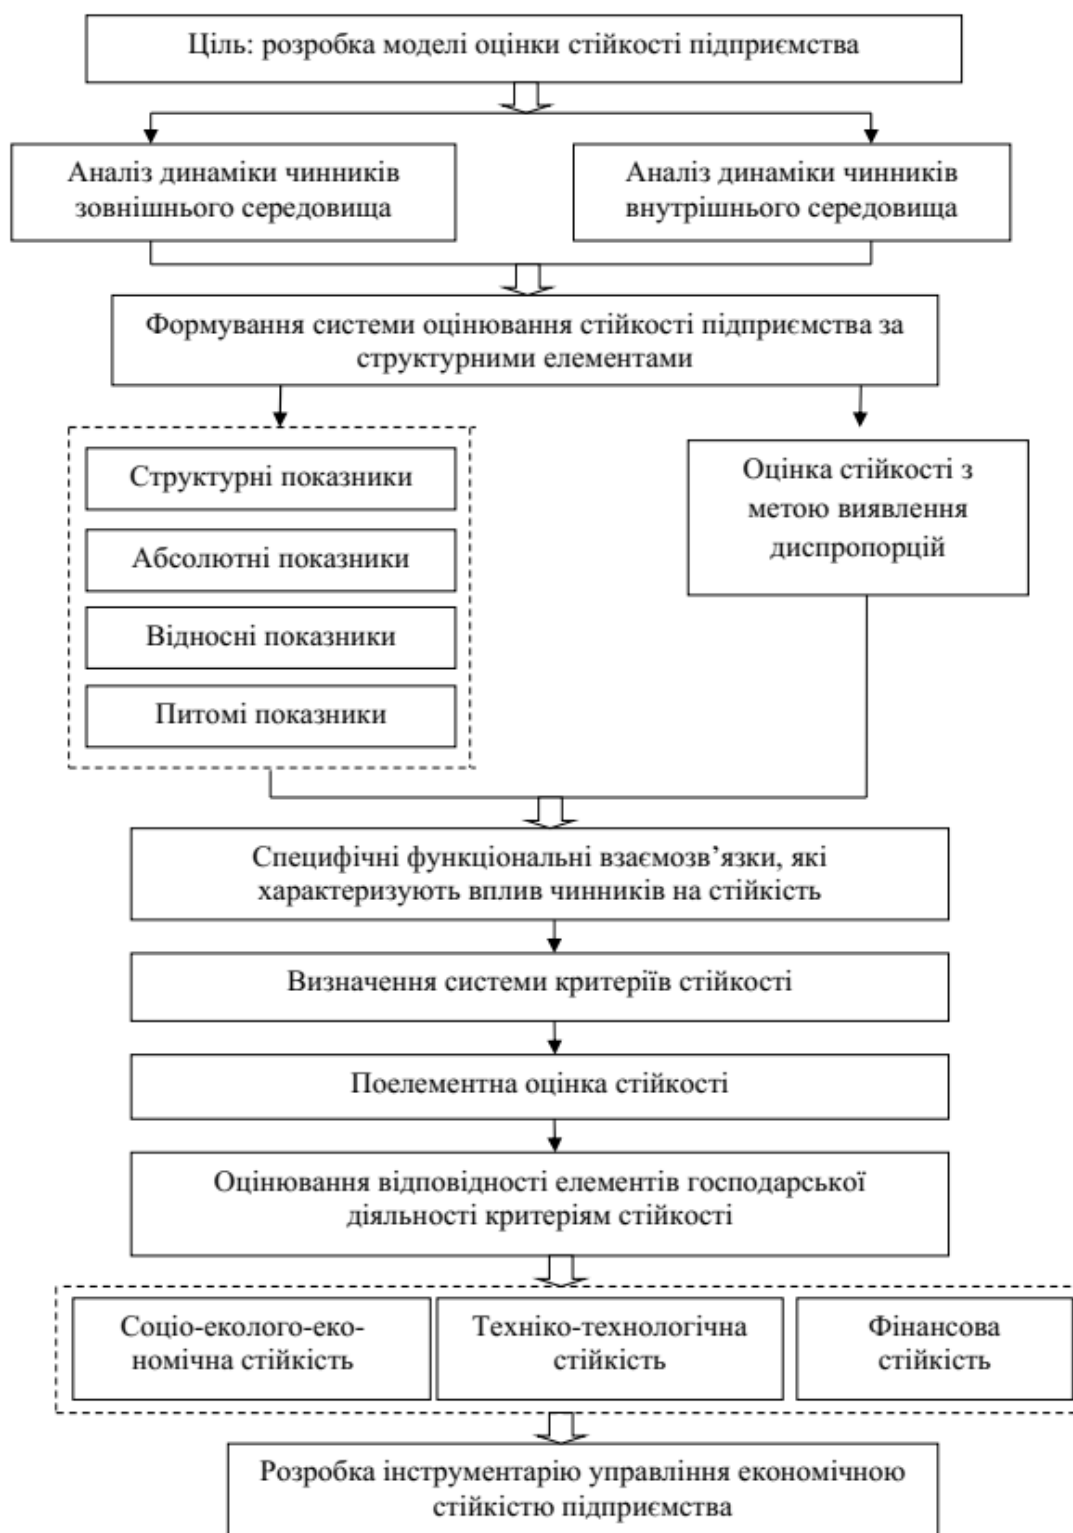 Ціль: розробка моделі оцінки стійкості підприємства
Аналіз динаміки чинників
зовнішнього середовища
Аналіз динаміки чинників
внутрішнього середовища
Формування системи оцінювання стійкості підприємства за
структурними елементами
Структурні показники
Абсолютні показники
Відносні показники
Питомі показники
Оцінка стійкості з
метою виявлення
диспропорцій
Специфічні функціональні взаємозв’язки, які
характеризують вплив чинників на стійкість
Визначення системи критеріїв стійкості
Поелементна оцінка стійкості
Оцінювання відповідності елементів господарської
діяльності критеріям стійкості
Соціо-еколого-еко-
номічна стійкість
Техніко-технологічна
стійкість
Фінансова
стійкість
Розробка інструментарію управління економічною
стійкістю підприємства